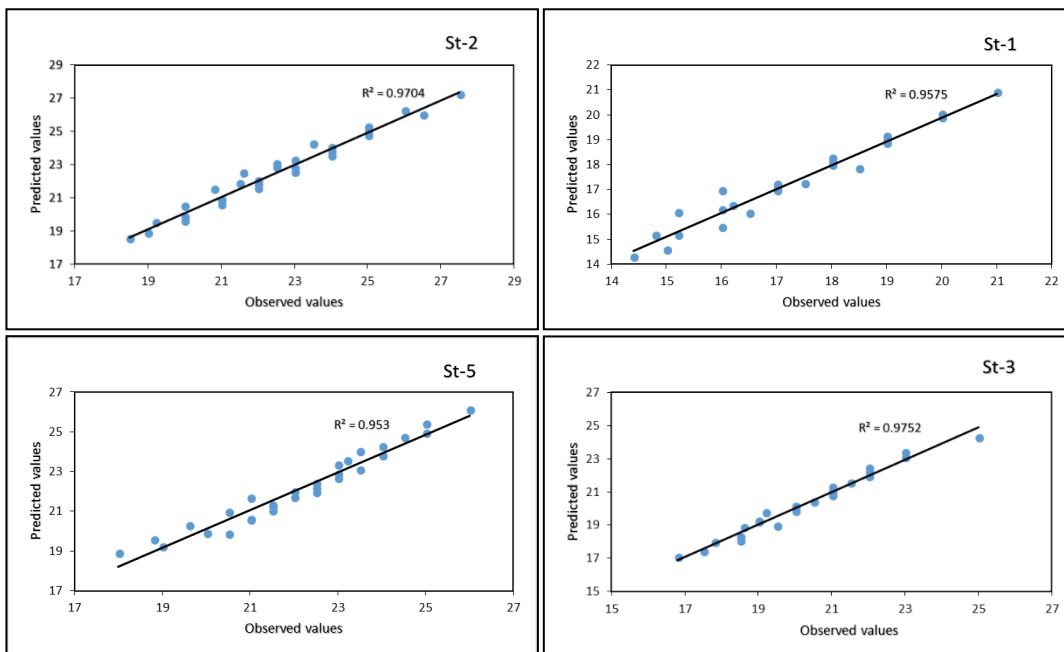 St-2
R² = 0.9704
Predicted values
29
27
25
23
21
19
17
17 19 21 23 25 27 29
Observed values
St-1
R² = 0.9575
Predicted values
22
21
20
19
18
17
16
15
14
14 15 16 17 18 19 20 21 22
Observed values
St-5
R² = 0.953
Predicted values
27
25
23
21
19
17
17 19 21 23 25 27
Observed values
St-3
R² = 0.9752
Predicted values
27
25
23
21
19
17
15
15 17 19 21 23 25 27
Observed values